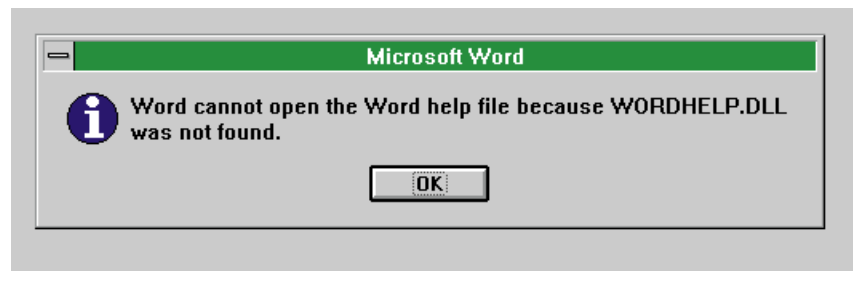 Microsoft Word
Word cannot open the Word help file because WORDHELP.DLL
was not found.
OK